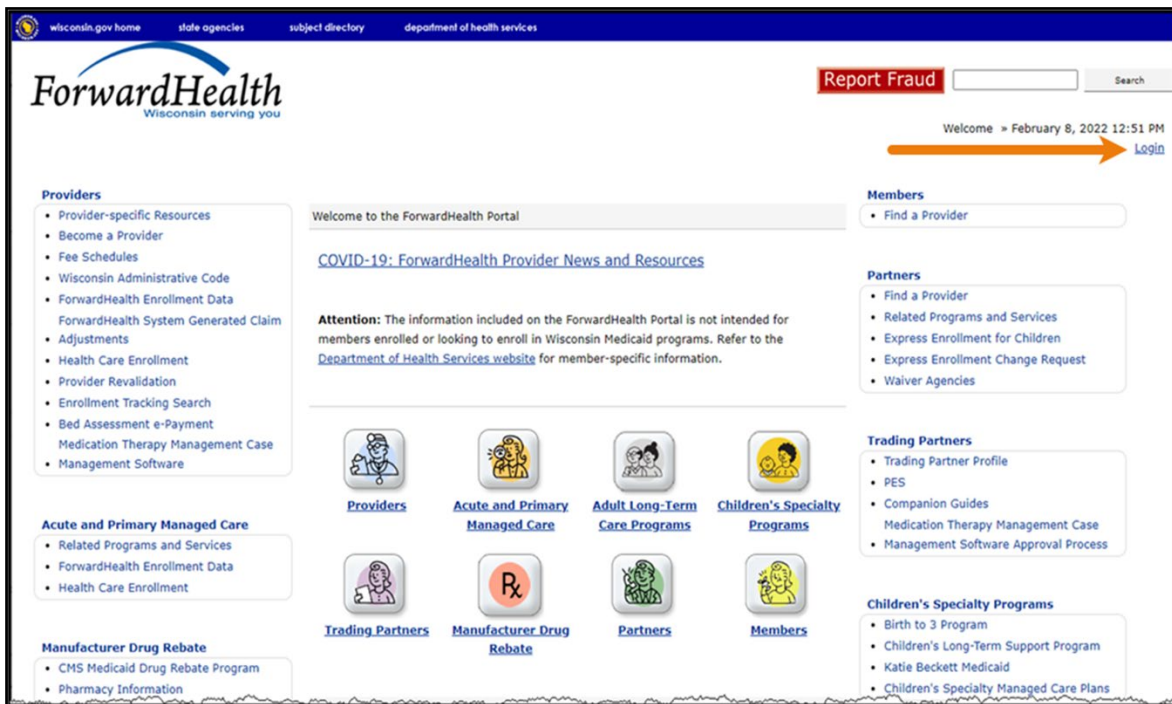 wisconsin.gov home state agencies subject directory department of health services
ForwardHealth
Wisconsin serving you
Report Fraud
Search
Welcome » February 8, 2022 12:51 PM
Login
Providers
• Provider-specific Resources
• Become a Provider
• Fee Schedules
• Wisconsin Administrative Code
• ForwardHealth Enrollment Data
ForwardHealth System Generated Claim
• Adjustments
• Health Care Enrollment
• Provider Revalidation
• Enrollment Tracking Search
• Bed Assessment e-Payment
Medication Therapy Management Case
• Management Software
Acute and Primary Managed Care
• Related Programs and Services
• ForwardHealth Enrollment Data
• Health Care Enrollment
Manufacturer Drug Rebate
• CMS Medicaid Drug Rebate Program
• Pharmacy Information
Welcome to the ForwardHealth Portal
COVID-19: ForwardHealth Provider News and Resources
Attention: The information included on the ForwardHealth Portal is not intended for
members enrolled or looking to enroll in Wisconsin Medicaid programs. Refer to the
Department of Health Services website for member-specific information.
Providers
Acute and Primary
Managed Care
Adult Long-Term
Care Programs
Children's Specialty
Programs
Rx
Trading Partners
Manufacturer Drug
Rebate
Partners
Members
Members
• Find a Provider
Partners
• Find a Provider
• Related Programs and Services
• Express Enrollment for Children
• Express Enrollment Change Request
• Waiver Agencies
Trading Partners
• Trading Partner Profile
• PES
• Companion Guides
Medication Therapy Management Case
• Management Software Approval Process
Children's Specialty Programs
• Birth to 3 Program
• Children's Long-Term Support Program
• Katie Beckett Medicaid
• Children's Specialty Managed Care Plans